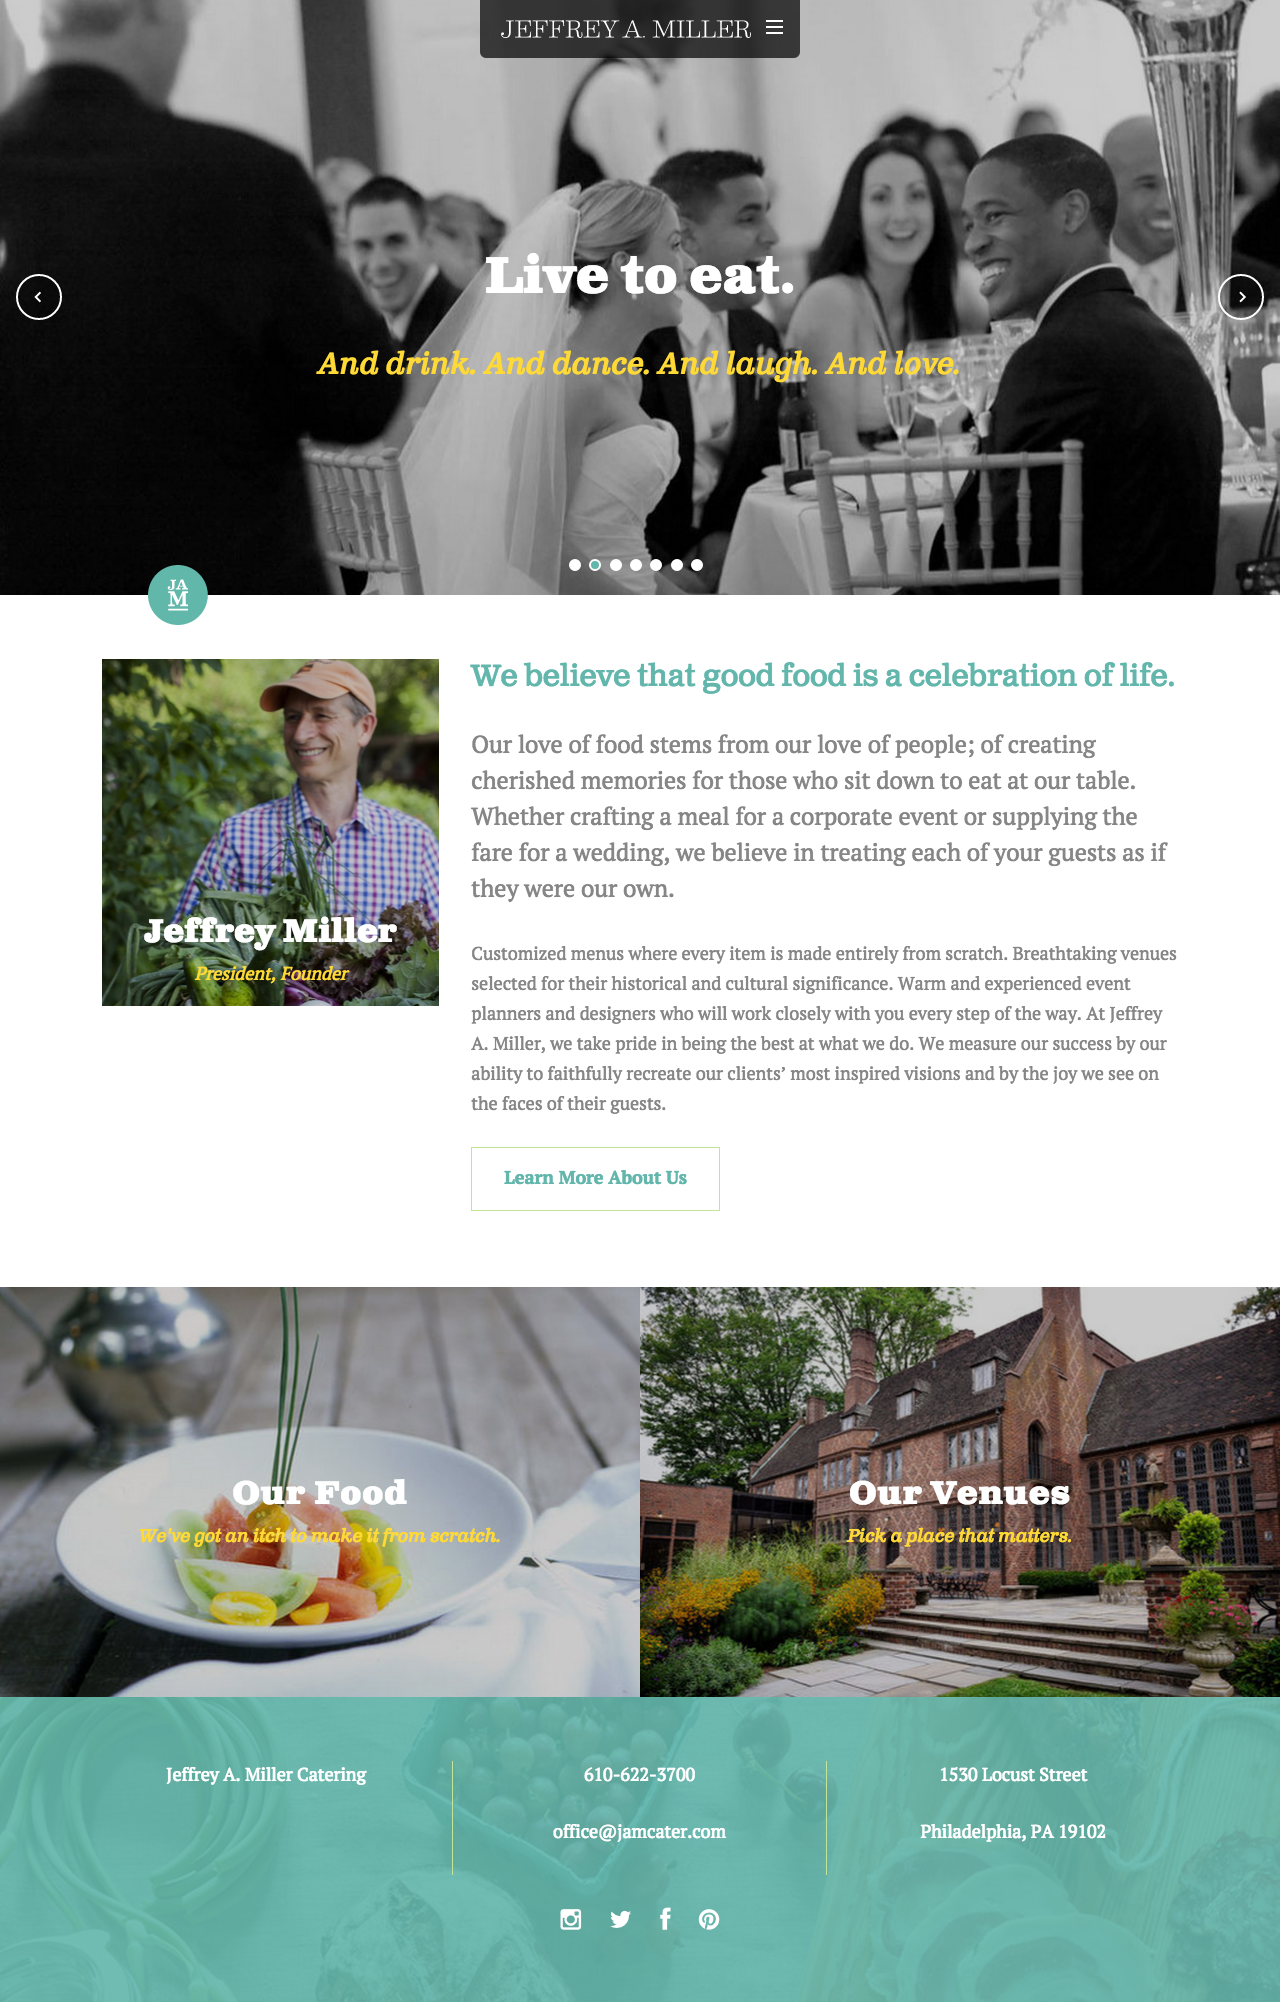 JEFFREY A. MILLER
Live to eat.
And drink. And dance. And laugh. And love.
JA
M
We believe that good food is a celebration of life.
Our love of food stems from our love of people; of creating
cherished memories for those who sit down to eat at our table.
Whether crafting a meal for a corporate event or supplying the
fare for a wedding, we believe in treating each of your guests as if
they were our own.
Jeffrey Miller
President, Founder
Customized menus where every item is made entirely from scratch. Breathtaking venues
selected for their historical and cultural significance. Warm and experienced event
planners and designers who will work closely with you every step of the way. At Jeffrey
A. Miller, we take pride in being the best at what we do. We measure our success by our
ability to faithfully recreate our clients’ most inspired visions and by the joy we see on
the faces of their guests.
Learn More About Us
Our Food
We've got an itch to make it from scratch.
Our Venues
Pick a place that matters.
Jeffrey A. Miller Catering
610-622-3700
office@jamcater.com
1530 Locust Street
Philadelphia, PA 19102